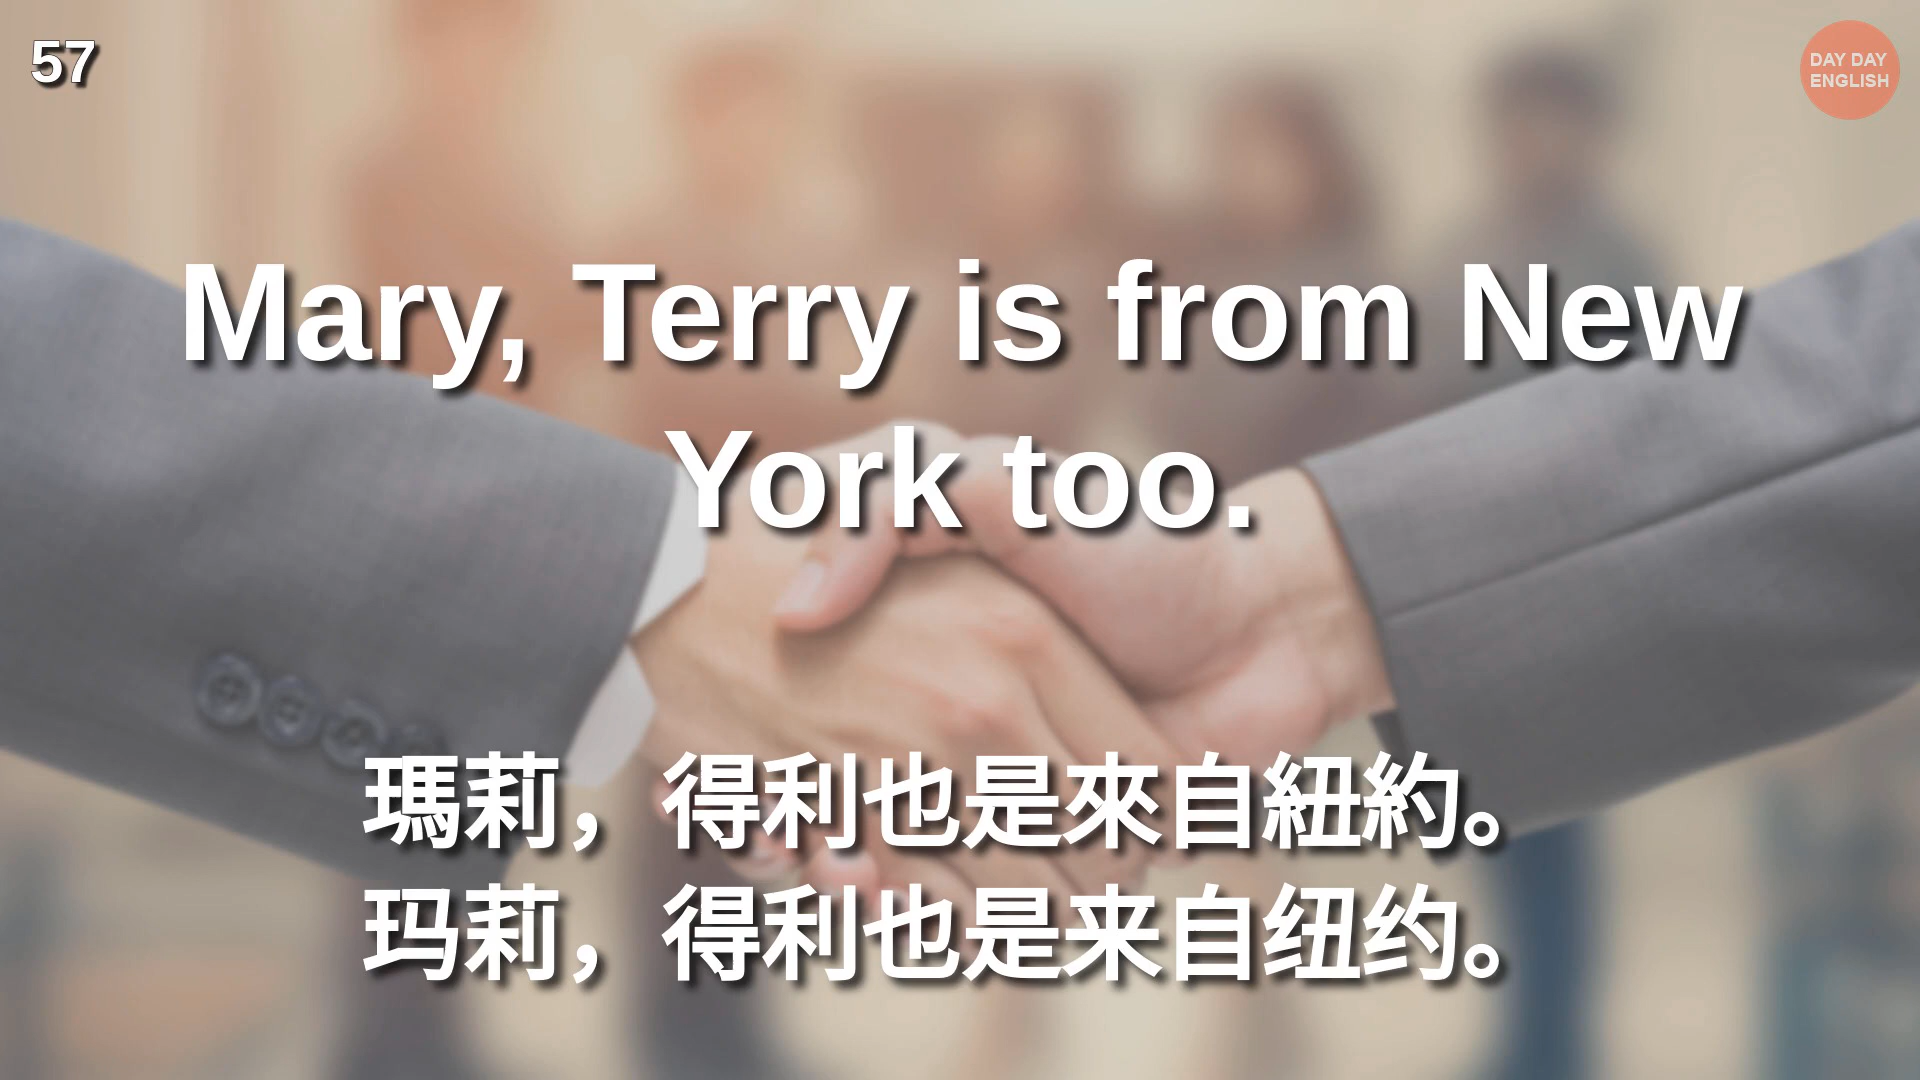 57
DAY DAY
ENGLISH
Mary, Terry is from New
York too.
瑪莉，得利也是來自紐約。
玛莉，得利也是来自纽约。